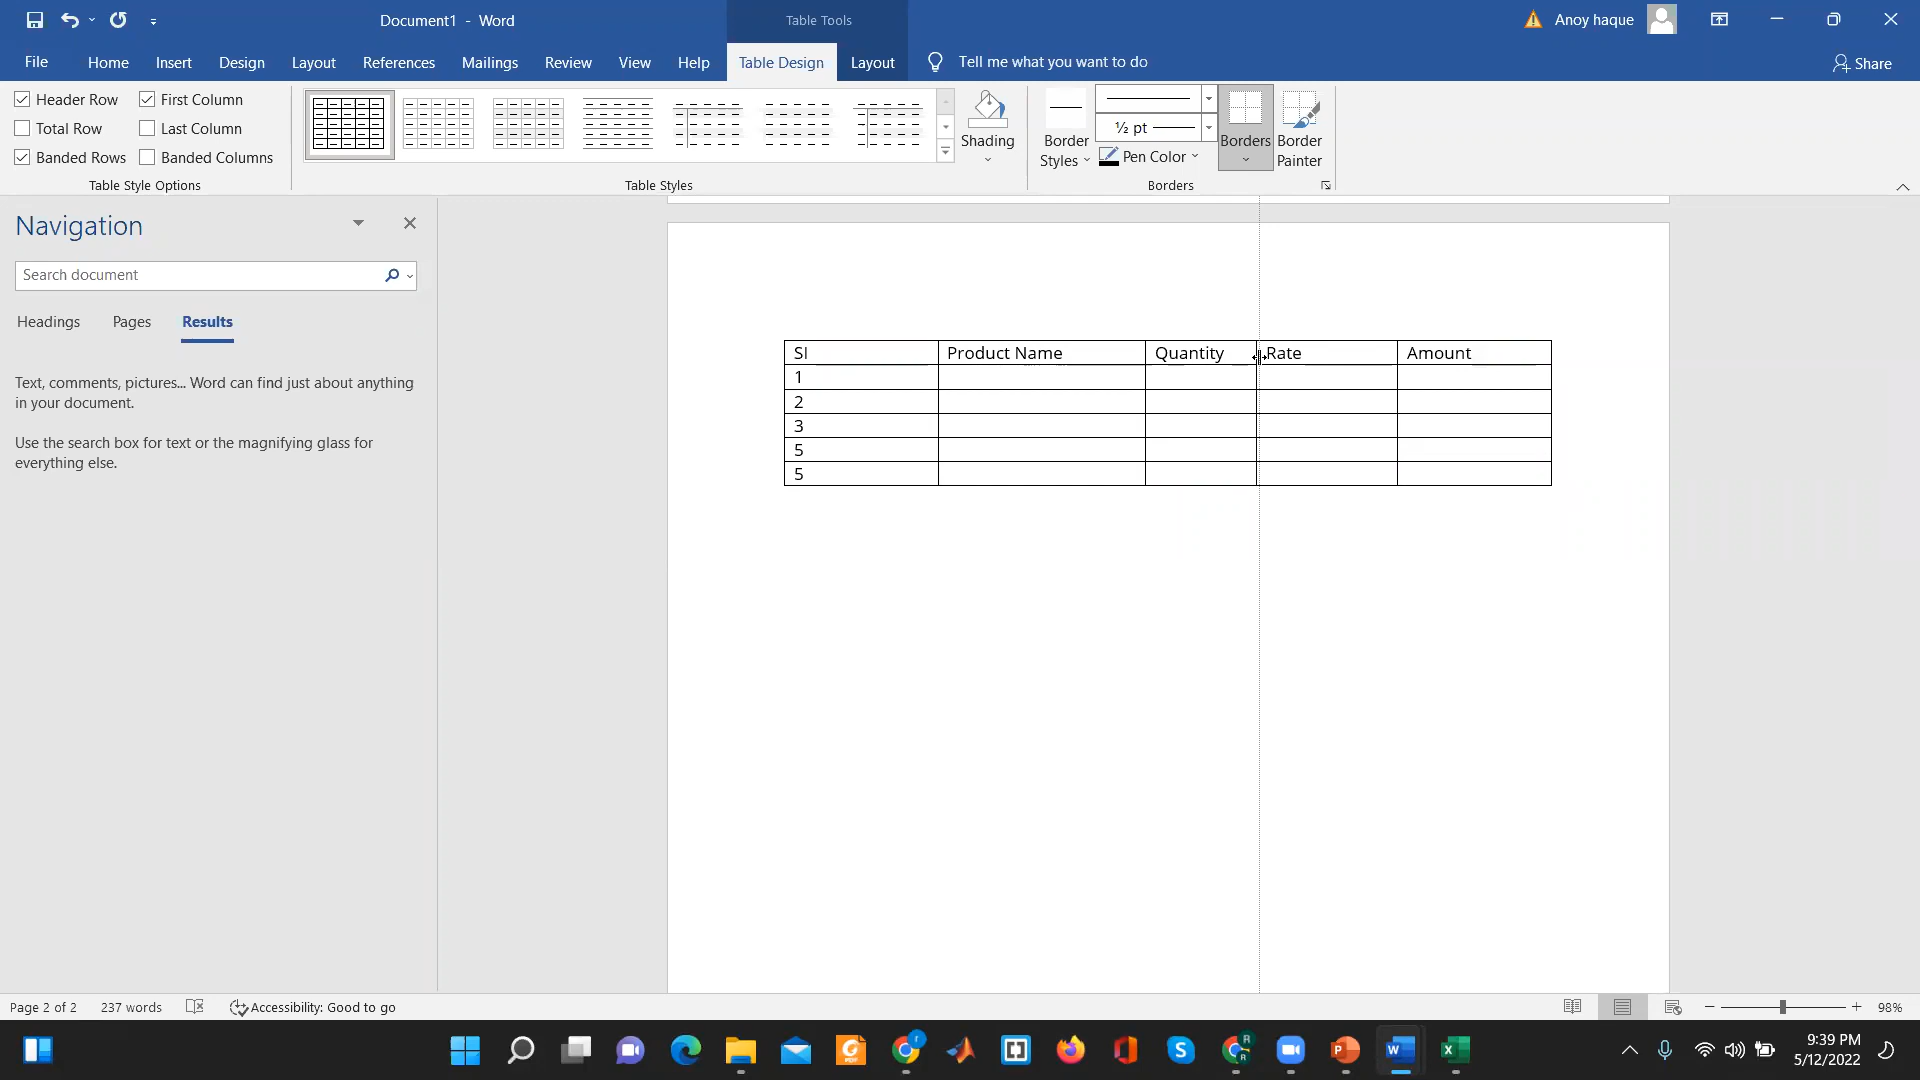 Document1 - Word
Table Tools
Anoy haque
File Home Insert Design Layout References Mailings Review View Help Table Design Layout Tell me what you want to do Share
Header Row First Column
Total Row Last Column
Banded Rows Banded Columns
Table Style Options
Table Styles
Shading
Border Styles
½ pt
Pen Color
Borders
Border Painter
Borders
Navigation
Search document
Headings Pages Results
Text, comments, pictures... Word can find just about anything
in your document.
Use the search box for text or the magnifying glass for
everything else.
Sl Product Name Quantity Rate Amount
1
2
3
5
5
Page 2 of 2 237 words Accessibility: Good to go 98%
9:39 PM
5/12/2022